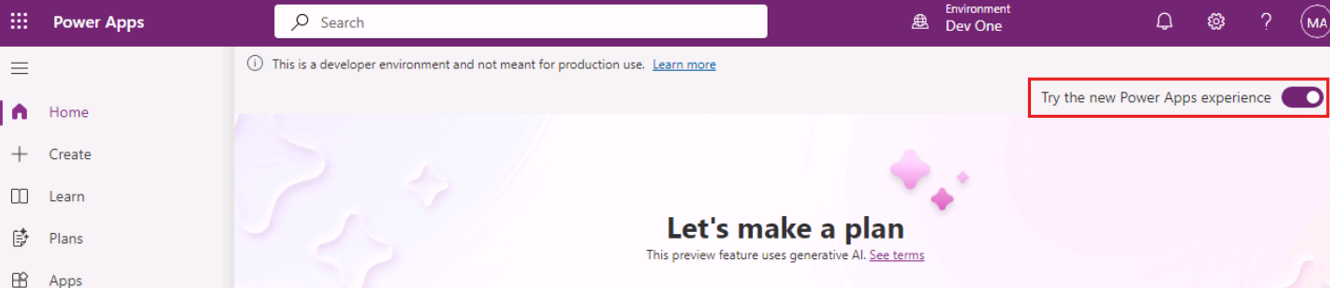 Power Apps
Search
Environment
Dev One
?
MA
This is a developer environment and not meant for production use. Learn more
Try the new Power Apps experience
Home
Create
Learn
Plans
Apps
Let's make a plan
This preview feature uses generative AI. See terms